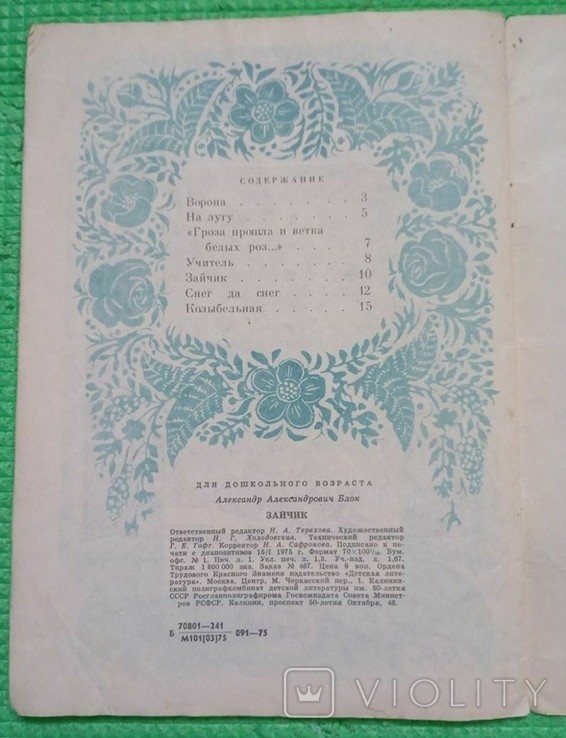 СОДЕРЖАНИЕ
Ворона . . . . . . . . 3
На лугу . . . . . . . 5
«Гроза прошла и ветка
белых роз...» . . . . 7
Учитель . . . . . . . 8
Зайчик . . . . . . . 10
Снег да снег . . . . 12
Колыбельная . . . . . 15
ДЛЯ ДОШКОЛЬНОГО ВОЗРАСТА
Александр Александрович Блок
ЗАЙЧИК
Ответственный редактор Н. А. Терехова. Художественный
редактор Н. Г. Холодовская. Технический редактор
Г. Е. Гафт. Корректор Н. А. Сафронова. Подписано к пе-
чати с диапозитивов 15/I 1975 г. Формат 70×100¹/₁₆. Бум.
офс. № 1. Печ. л. 1. Усл. печ. л. 1,3. Уч.-изд. л. 1,67.
Тираж 1 800 000 экз. Заказ № 467. Цена 9 коп. Ордена
Трудового Красного Знамени издательство «Детская лите-
ратура», Москва, Центр, М. Черкасский пер., 1. Калинин-
ский полиграфкомбинат детской литературы им. 50-летия
СССР Росглавполиграфпрома Госкомиздата Совета Минист-
ров РСФСР. Калинин, проспект 50-летия Октября, 46.
Б 70801—241 091—75
М101(03)75
VIOLITY